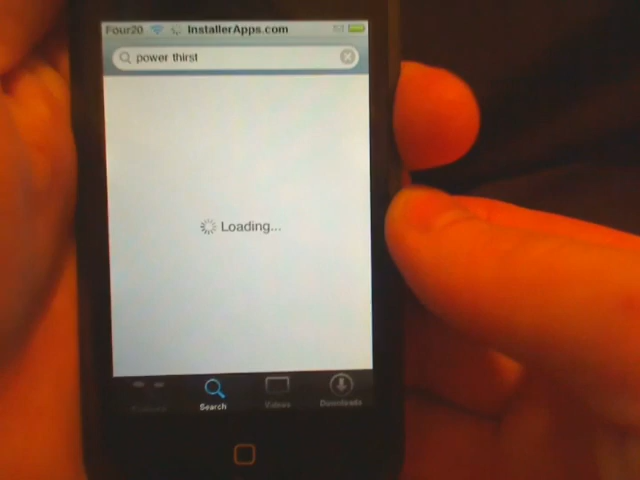 Four20 InstallerApps.com
power thirst
Loading...
Search Videos Downloads